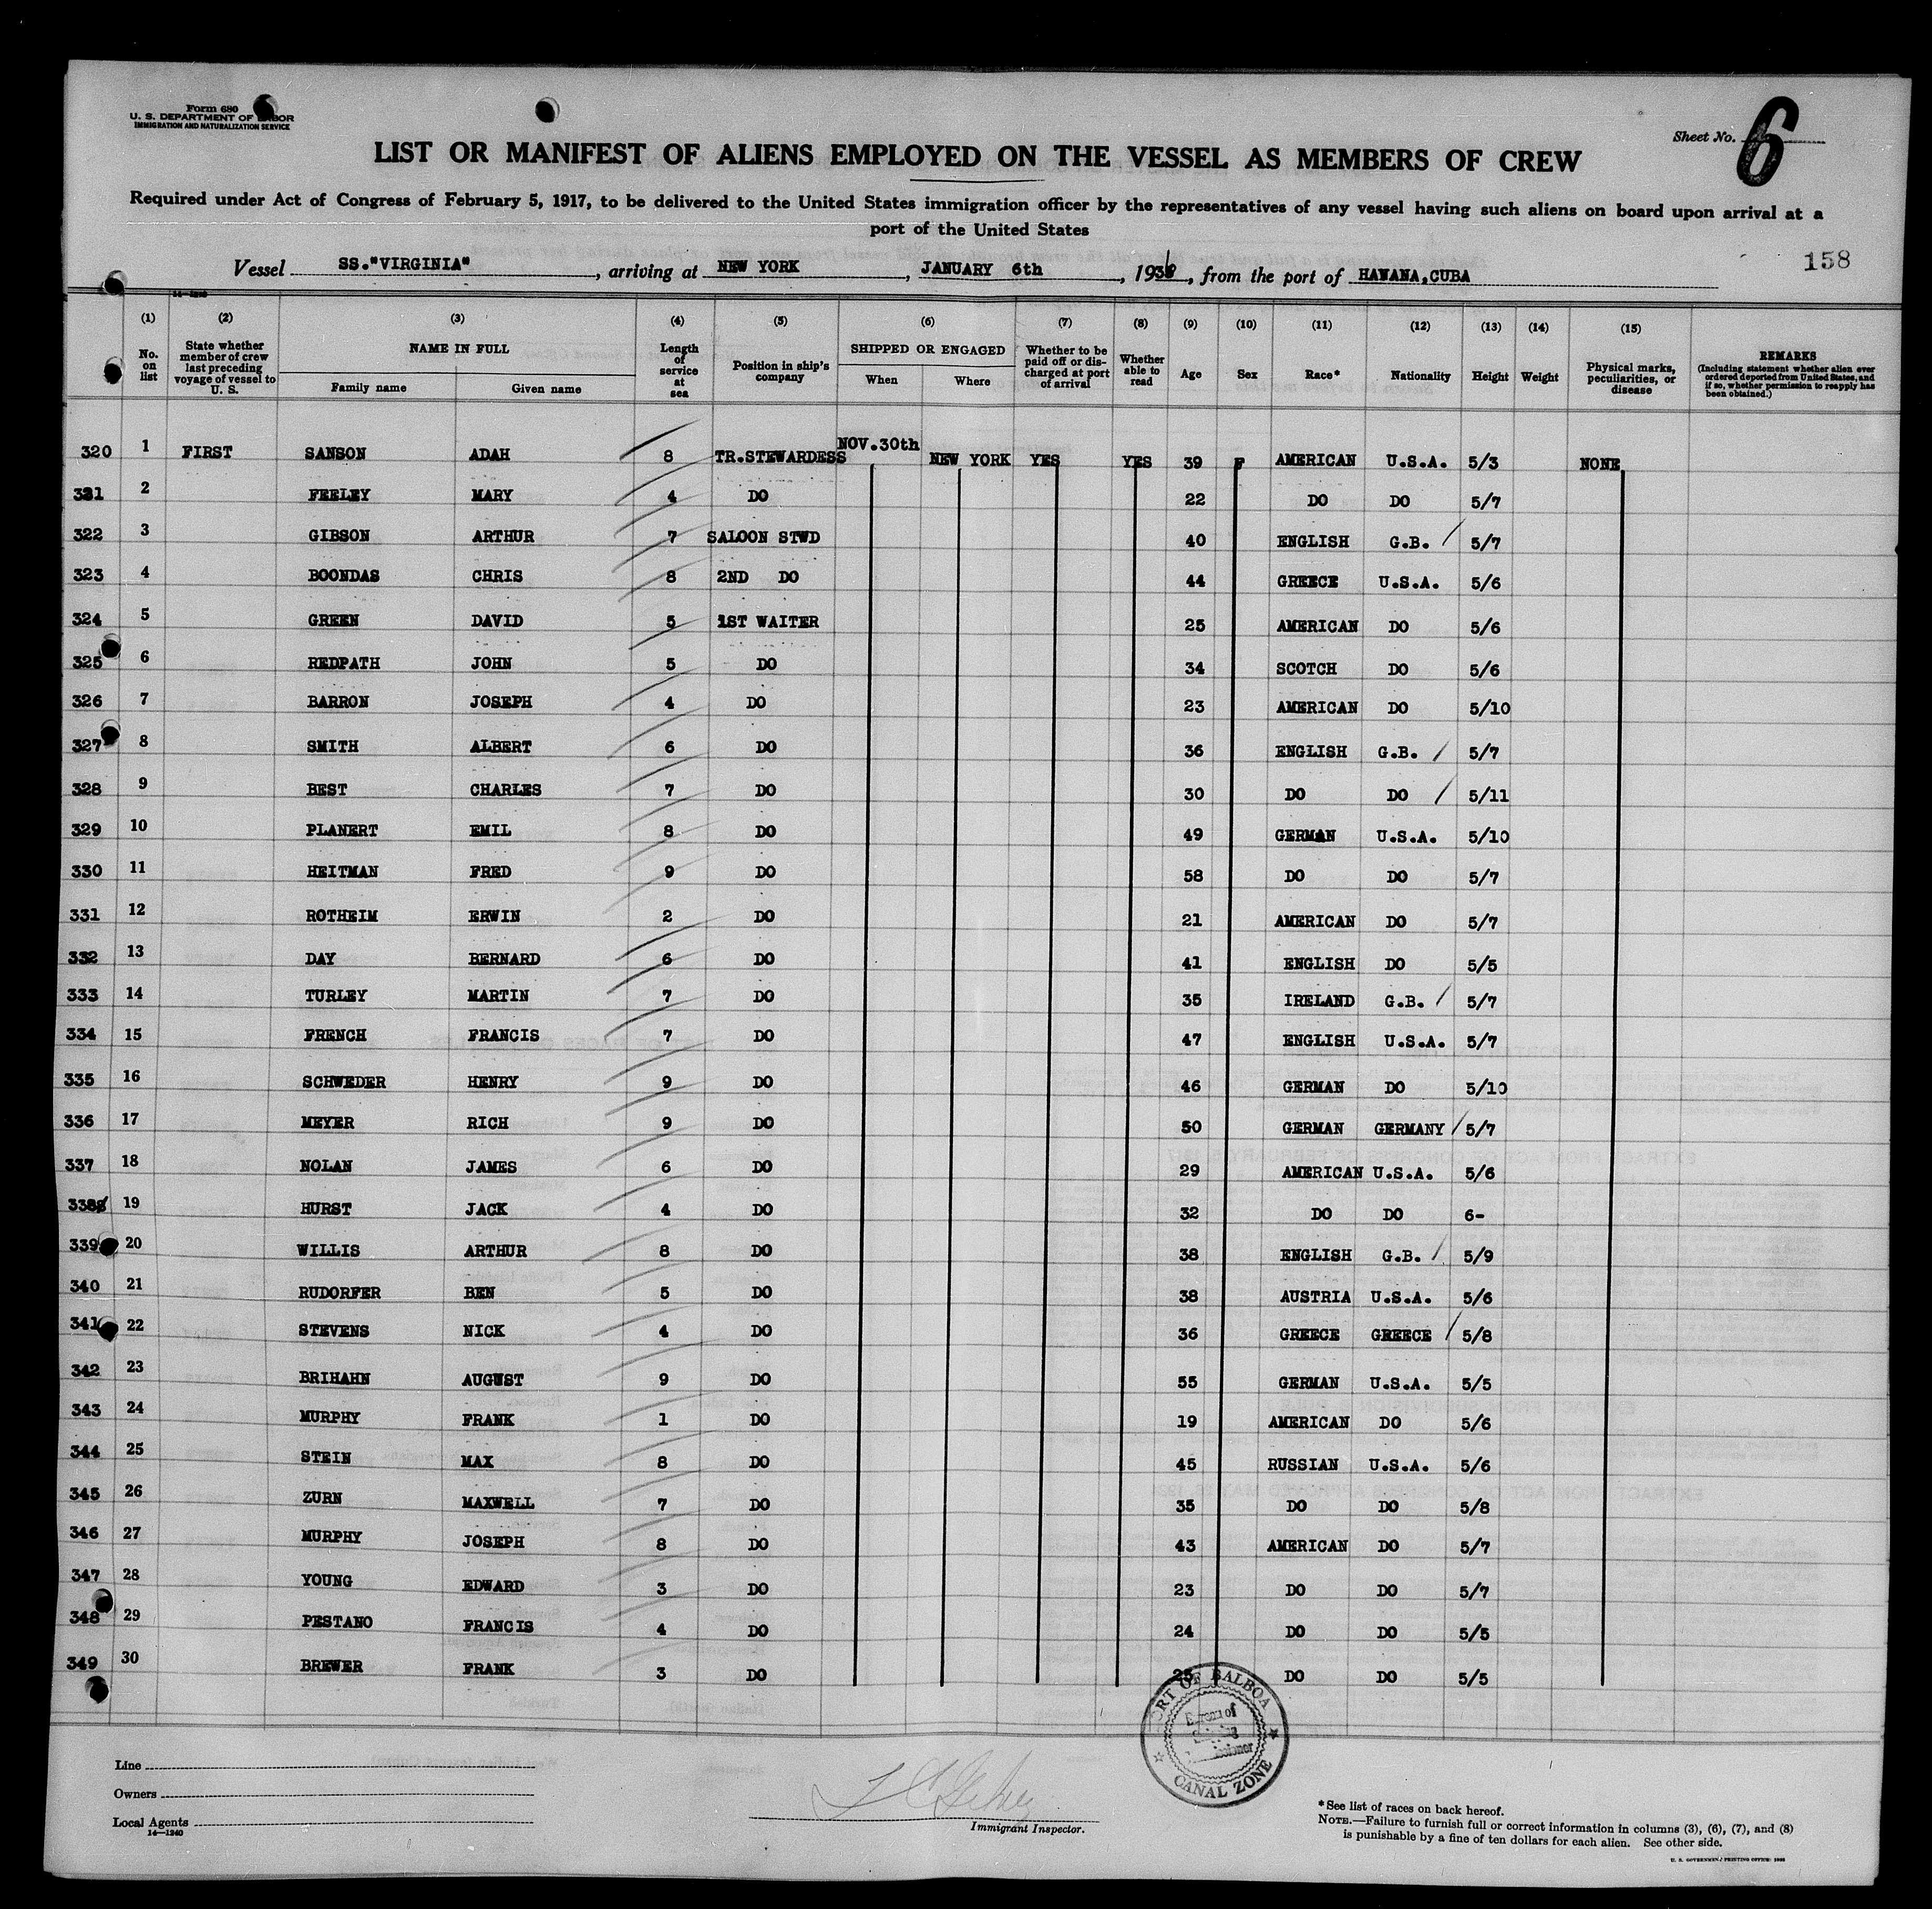 Form 680
U. S. DEPARTMENT OF LABOR
IMMIGRATION AND NATURALIZATION SERVICE
Sheet No. 6
LIST OR MANIFEST OF ALIENS EMPLOYED ON THE VESSEL AS MEMBERS OF CREW
Required under Act of Congress of February 5, 1917, to be delivered to the United States immigration officer by the representatives of any vessel having such aliens on board upon arrival at a
port of the United States
158
Vessel SS."VIRGINIA", arriving at NEW YORK, JANUARY 6th, 193, from the port of HAWANA,CUBA
(1) (2) (3) (4) (5) (6) (7) (8) (9) (10) (11) (12) (13) (14) (15)
No. on list State whether member of crew last preceding voyage of vessel to U. S. NAME IN FULL Family name Given name Length of service at sea Position in ship's company SHIPPED OR ENGAGED When Where Whether to be paid off or discharged at port of arrival Whether able to read Age Sex Race* Nationality Height Weight Physical marks, peculiarities, or disease REMARKS (Including statement whether alien ever ordered deported from United States, and if so, whether permission to reapply has been obtained.)
320 1 FIRST SANSON ADAH 8 TR.STEWARDESS NOV.30th NEW YORK YES YES 39 F AMERICAN U.S.A. 5/3 NONE
321 2 FEELEY MARY 4 DO 22 DO DO 5/7
322 3 GIBSON ARTHUR 7 SALOON STWD 40 ENGLISH G.B. / 5/7
323 4 BOONDAS CHRIS 8 2ND DO 44 GREECE U.S.A. 5/6
324 5 GREEN DAVID 5 1ST WAITER 25 AMERICAN DO 5/6
325 6 REDPATH JOHN 5 DO 34 SCOTCH DO 5/6
326 7 BARRON JOSEPH 4 DO 23 AMERICAN DO 5/10
327 8 SMITH ALBERT 6 DO 36 ENGLISH G.B. / 5/7
328 9 BEST CHARLES 7 DO 30 DO DO / 5/11
329 10 PLANERT EMIL 8 DO 49 GERMAN U.S.A. 5/10
330 11 HEITMAN FRED 9 DO 58 DO DO 5/7
331 12 ROTHEIM ERWIN 2 DO 21 AMERICAN DO 5/7
332 13 DAY BERNARD 6 DO 41 ENGLISH DO 5/5
333 14 TURLEY MARTIN 7 DO 35 IRELAND G.B. / 5/7
334 15 FRENCH FRANCIS 7 DO 47 ENGLISH U.S.A. 5/7
335 16 SCHWEDER HENRY 9 DO 46 GERMAN DO 5/10
336 17 MEYER RICH 9 DO 50 GERMAN GERMANY / 5/7
337 18 NOLAN JAMES 6 DO 29 AMERICAN U.S.A. 5/6
338 19 HURST JACK 4 DO 32 DO DO 6-
339 20 WILLIS ARTHUR 8 DO 38 ENGLISH G.B. / 5/9
340 21 RUDORFER BEN 5 DO 38 AUSTRIA U.S.A. 5/6
341 22 STEVENS NICK 4 DO 36 GREECE GREECE / 5/8
342 23 BRIHAHN AUGUST 9 DO 55 GERMAN U.S.A. 5/5
343 24 MURPHY FRANK 1 DO 19 AMERICAN DO 5/6
344 25 STEIN MAX 8 DO 45 RUSSIAN U.S.A. 5/6
345 26 ZURN MAXWELL 7 DO 35 DO DO 5/8
346 27 MURPHY JOSEPH 8 DO 43 AMERICAN DO 5/7
347 28 YOUNG EDWARD 3 DO 23 DO DO 5/7
348 29 PESTANO FRANCIS 4 DO 24 DO DO 5/5
349 30 BREWER FRANK 3 DO DO DO 5/5
PORT OF BALBOA
Bureau of
CANAL ZONE
Line
Owners
Local Agents
14—1240
Immigrant Inspector.
*See list of races on back hereof.
NOTE.—Failure to furnish full or correct information in columns (3), (6), (7), and (8)
is punishable by a fine of ten dollars for each alien. See other side.
U. S. GOVERNMENT PRINTING OFFICE